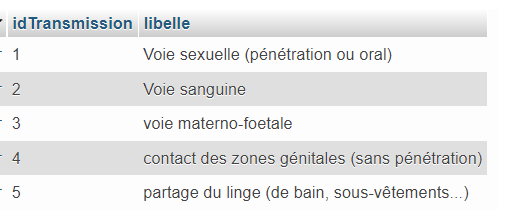 idTransmission libelle
1 Voie sexuelle (pénétration ou oral)
2 Voie sanguine
3 voie materno-foetale
4 contact des zones génitales (sans pénétration)
5 partage du linge (de bain, sous-vêtements...)